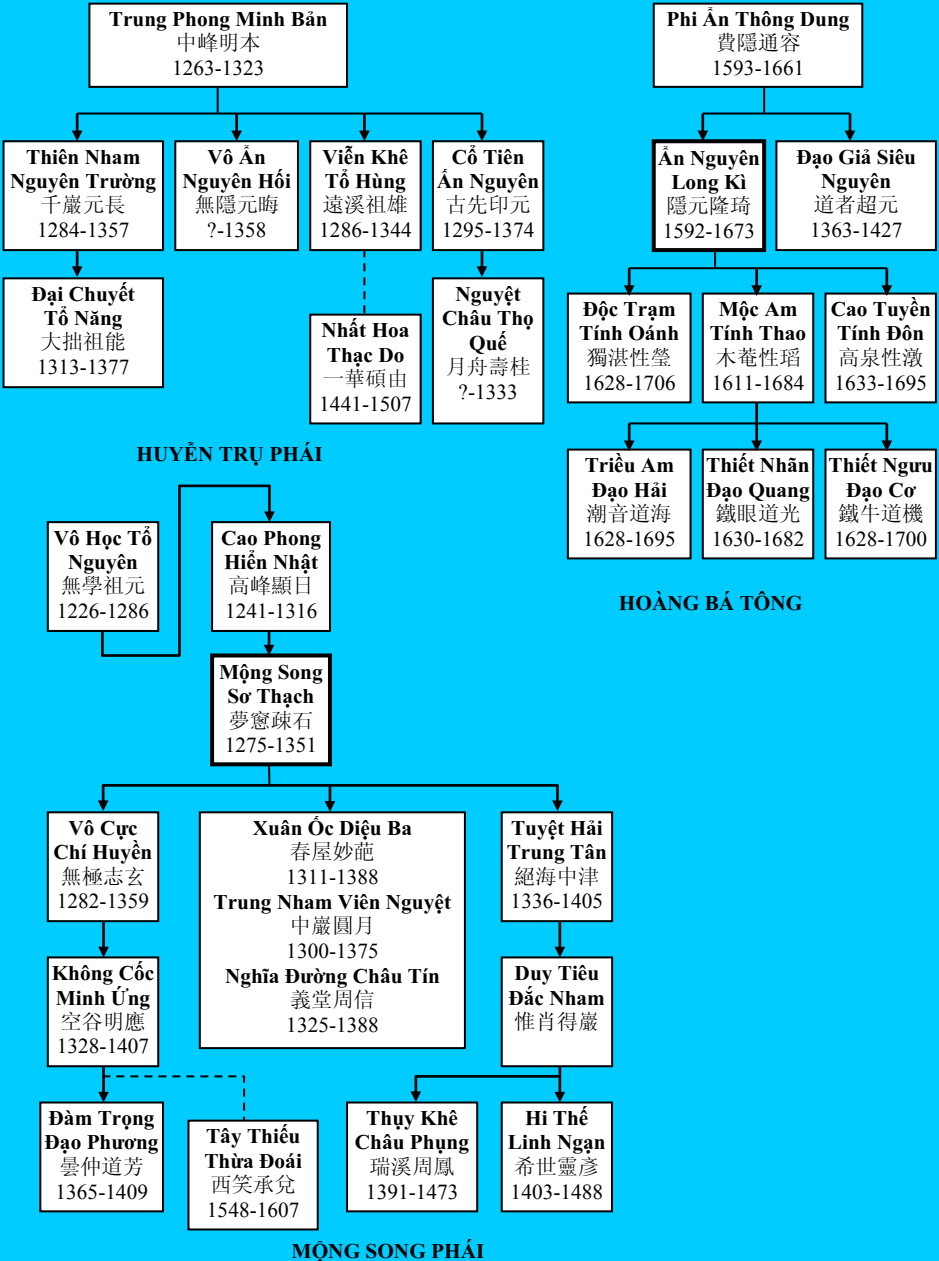 Trung Phong Minh Bản
中峰明本
1263-1323
Thiên Nham
Nguyên Trường
千巖元長
1284-1357
Vô Ẩn
Nguyên Hối
無隱元晦
?-1358
Viễn Khê
Tổ Hùng
遠溪祖雄
1286-1344
Cổ Tiên
Ấn Nguyên
古先印元
1295-1374
Đại Chuyết
Tổ Năng
大拙祖能
1313-1377
Nhất Hoa
Thạc Do
一華碩由
1441-1507
Nguyệt
Châu Thọ
Quế
月舟壽桂
?-1333
HUYỄN TRỤ PHÁI
Phi Ẩn Thông Dung
費隱通容
1593-1661
Ẩn Nguyên
Long Kì
隱元隆琦
1592-1673
Đạo Giả Siêu
Nguyên
道者超元
1363-1427
Độc Trạm
Tính Oánh
獨湛性瑩
1628-1706
Mộc Am
Tính Thao
木菴性瑫
1611-1684
Cao Tuyền
Tính Đôn
高泉性潡
1633-1695
Triều Am
Đạo Hải
潮音道海
1628-1695
Thiết Nhãn
Đạo Quang
鐵眼道光
1630-1682
Thiết Ngưu
Đạo Cơ
鐵牛道機
1628-1700
HOÀNG BÁ TÔNG
Vô Học Tổ
Nguyên
無學祖元
1226-1286
Cao Phong
Hiển Nhật
高峰顯日
1241-1316
Mộng Song
Sơ Thạch
夢窻疎石
1275-1351
Vô Cực
Chí Huyền
無極志玄
1282-1359
Xuân Ốc Diệu Ba
春屋妙葩
1311-1388
Trung Nham Viên Nguyệt
中巖圓月
1300-1375
Nghĩa Đường Châu Tín
義堂周信
1325-1388
Tuyệt Hải
Trung Tân
絕海中津
1336-1405
Không Cốc
Minh Ứng
空谷明應
1328-1407
Duy Tiêu
Đắc Nham
惟肖得巖
Đàm Trọng
Đạo Phương
曇仲道芳
1365-1409
Tây Thiếu
Thừa Đoái
西笑承兌
1548-1607
Thụy Khê
Châu Phụng
瑞溪周鳳
1391-1473
Hi Thế
Linh Ngạn
希世靈彥
1403-1488
MỘNG SONG PHÁI